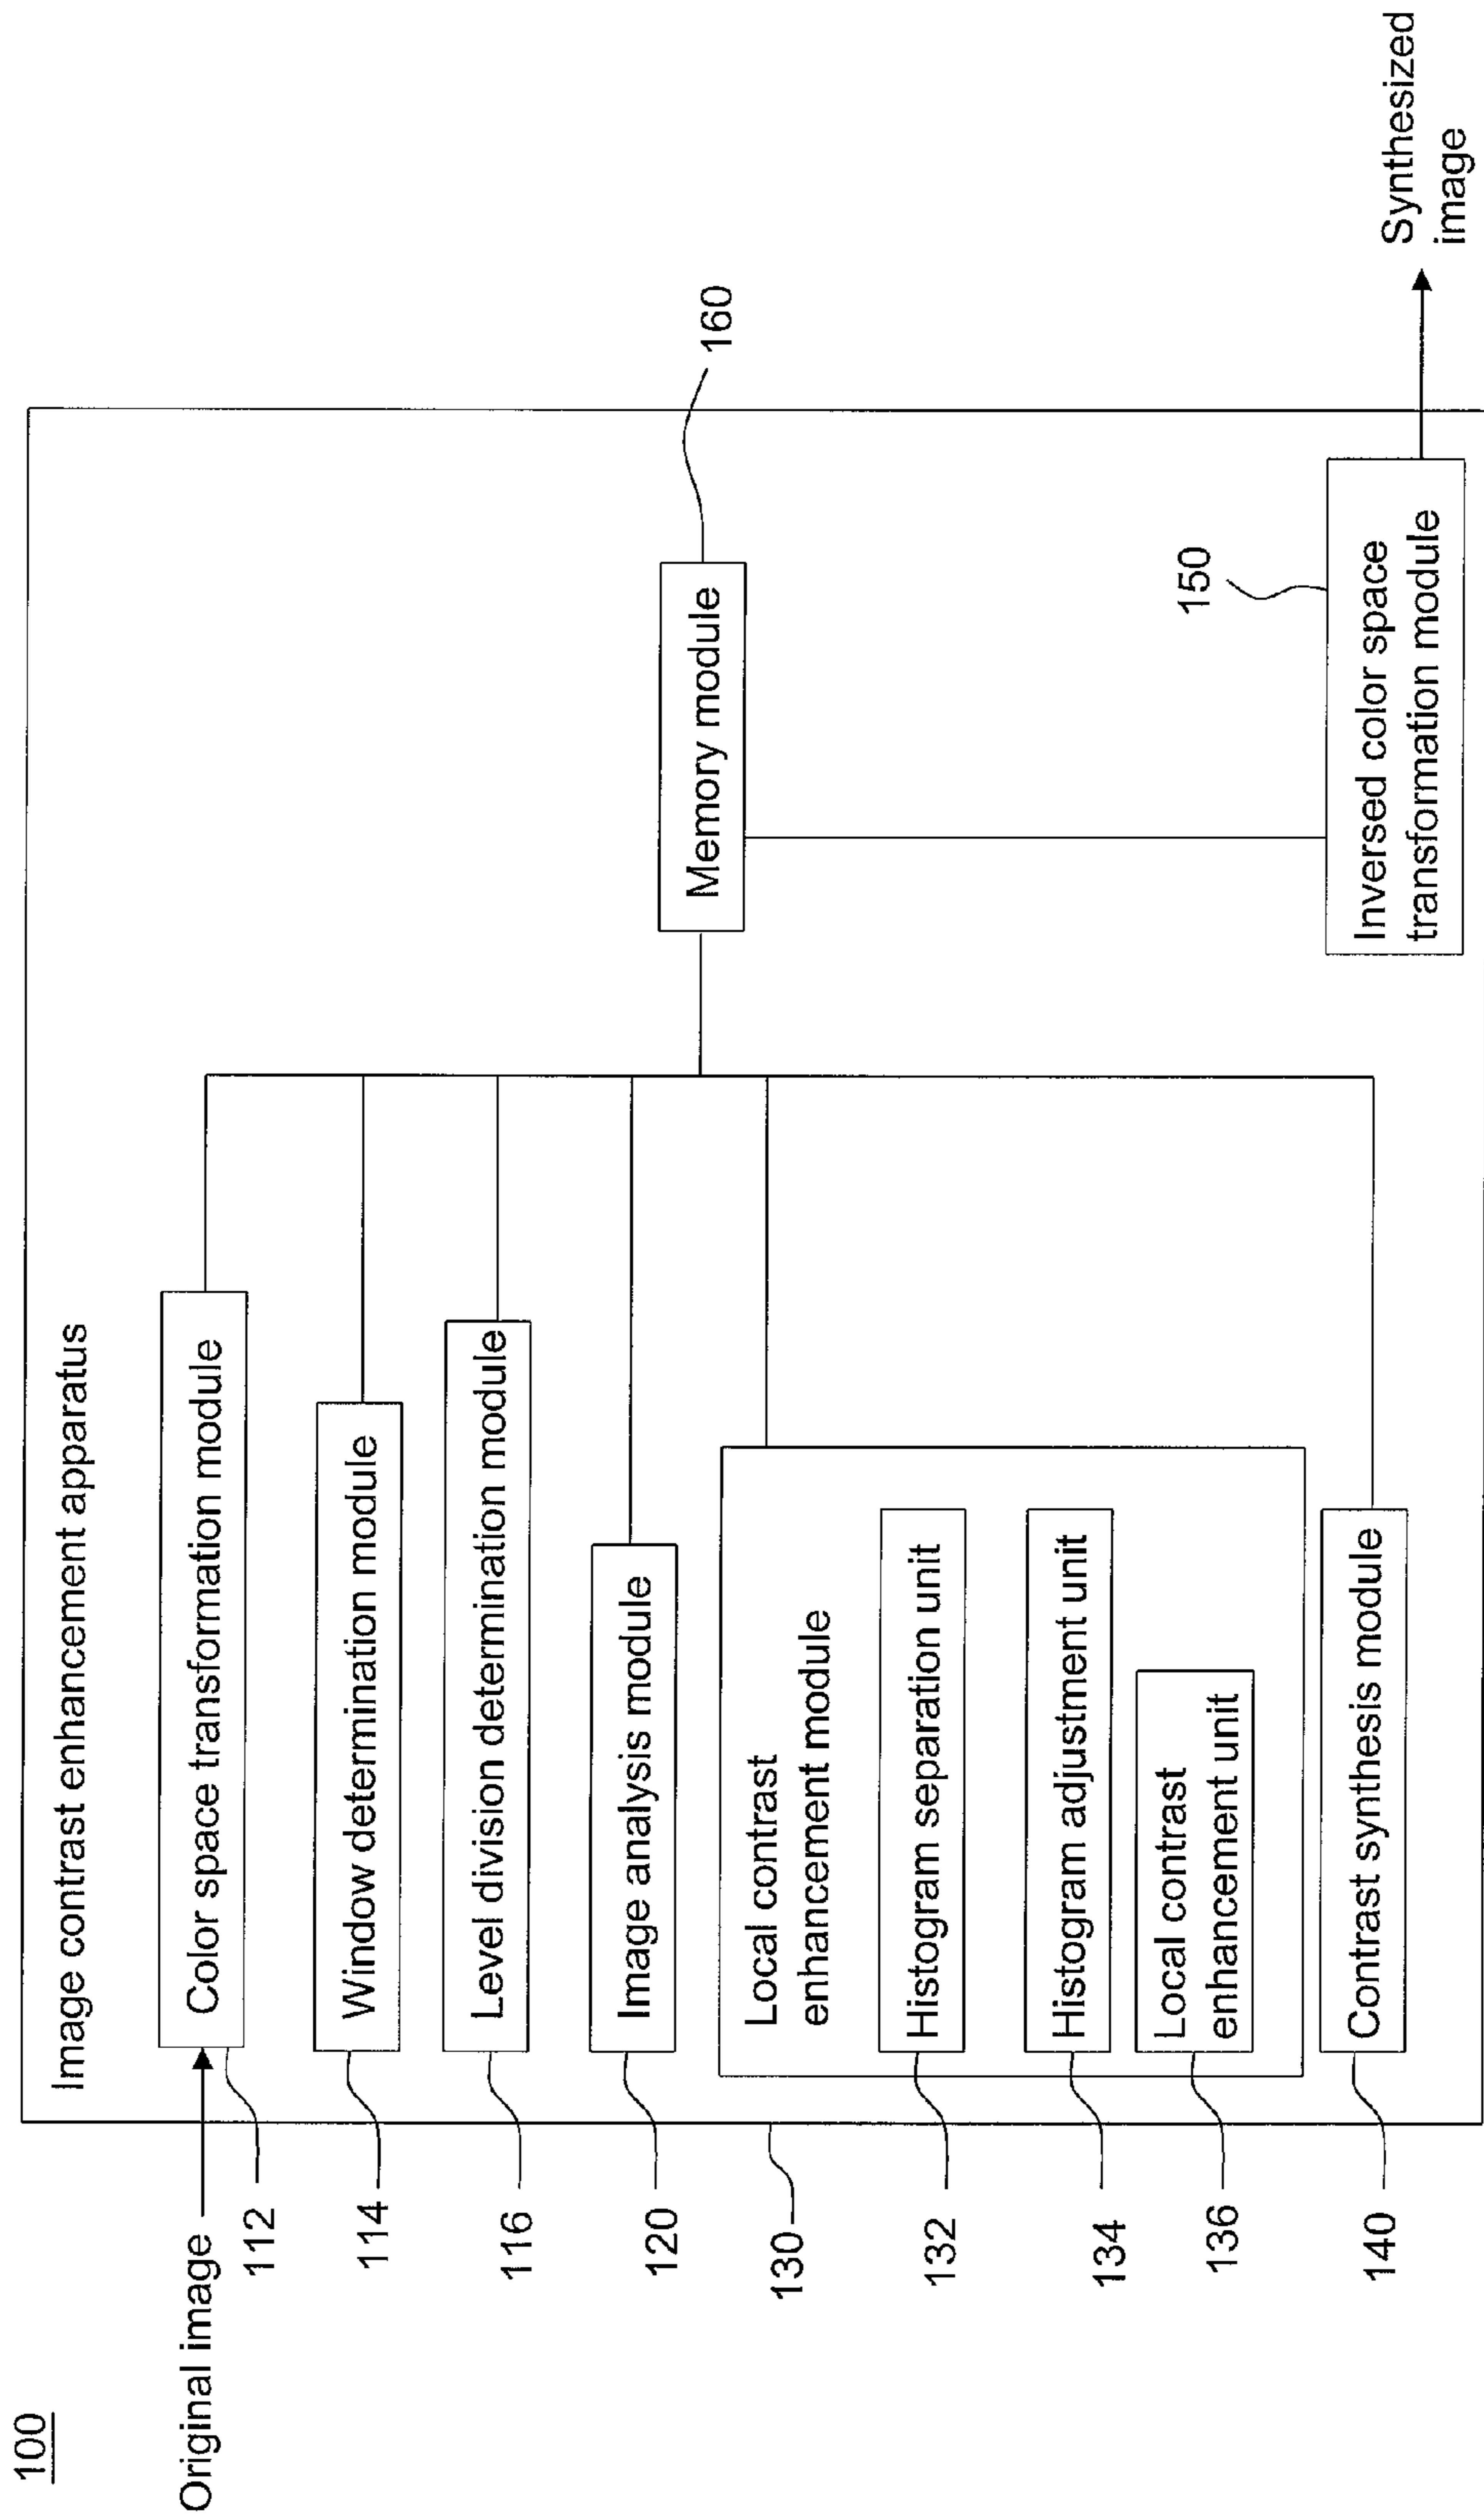 100
Image contrast enhancement apparatus
Original image
Color space transformation module
112
Window determination module
114
Level division determination module
116
Image analysis module
120
Local contrast
enhancement module
130
Histogram separation unit
132
Histogram adjustment unit
134
Local contrast
enhancement unit
136
Contrast synthesis module
140
Memory module
160
150
Inversed color space
transformation module
Synthesized
image